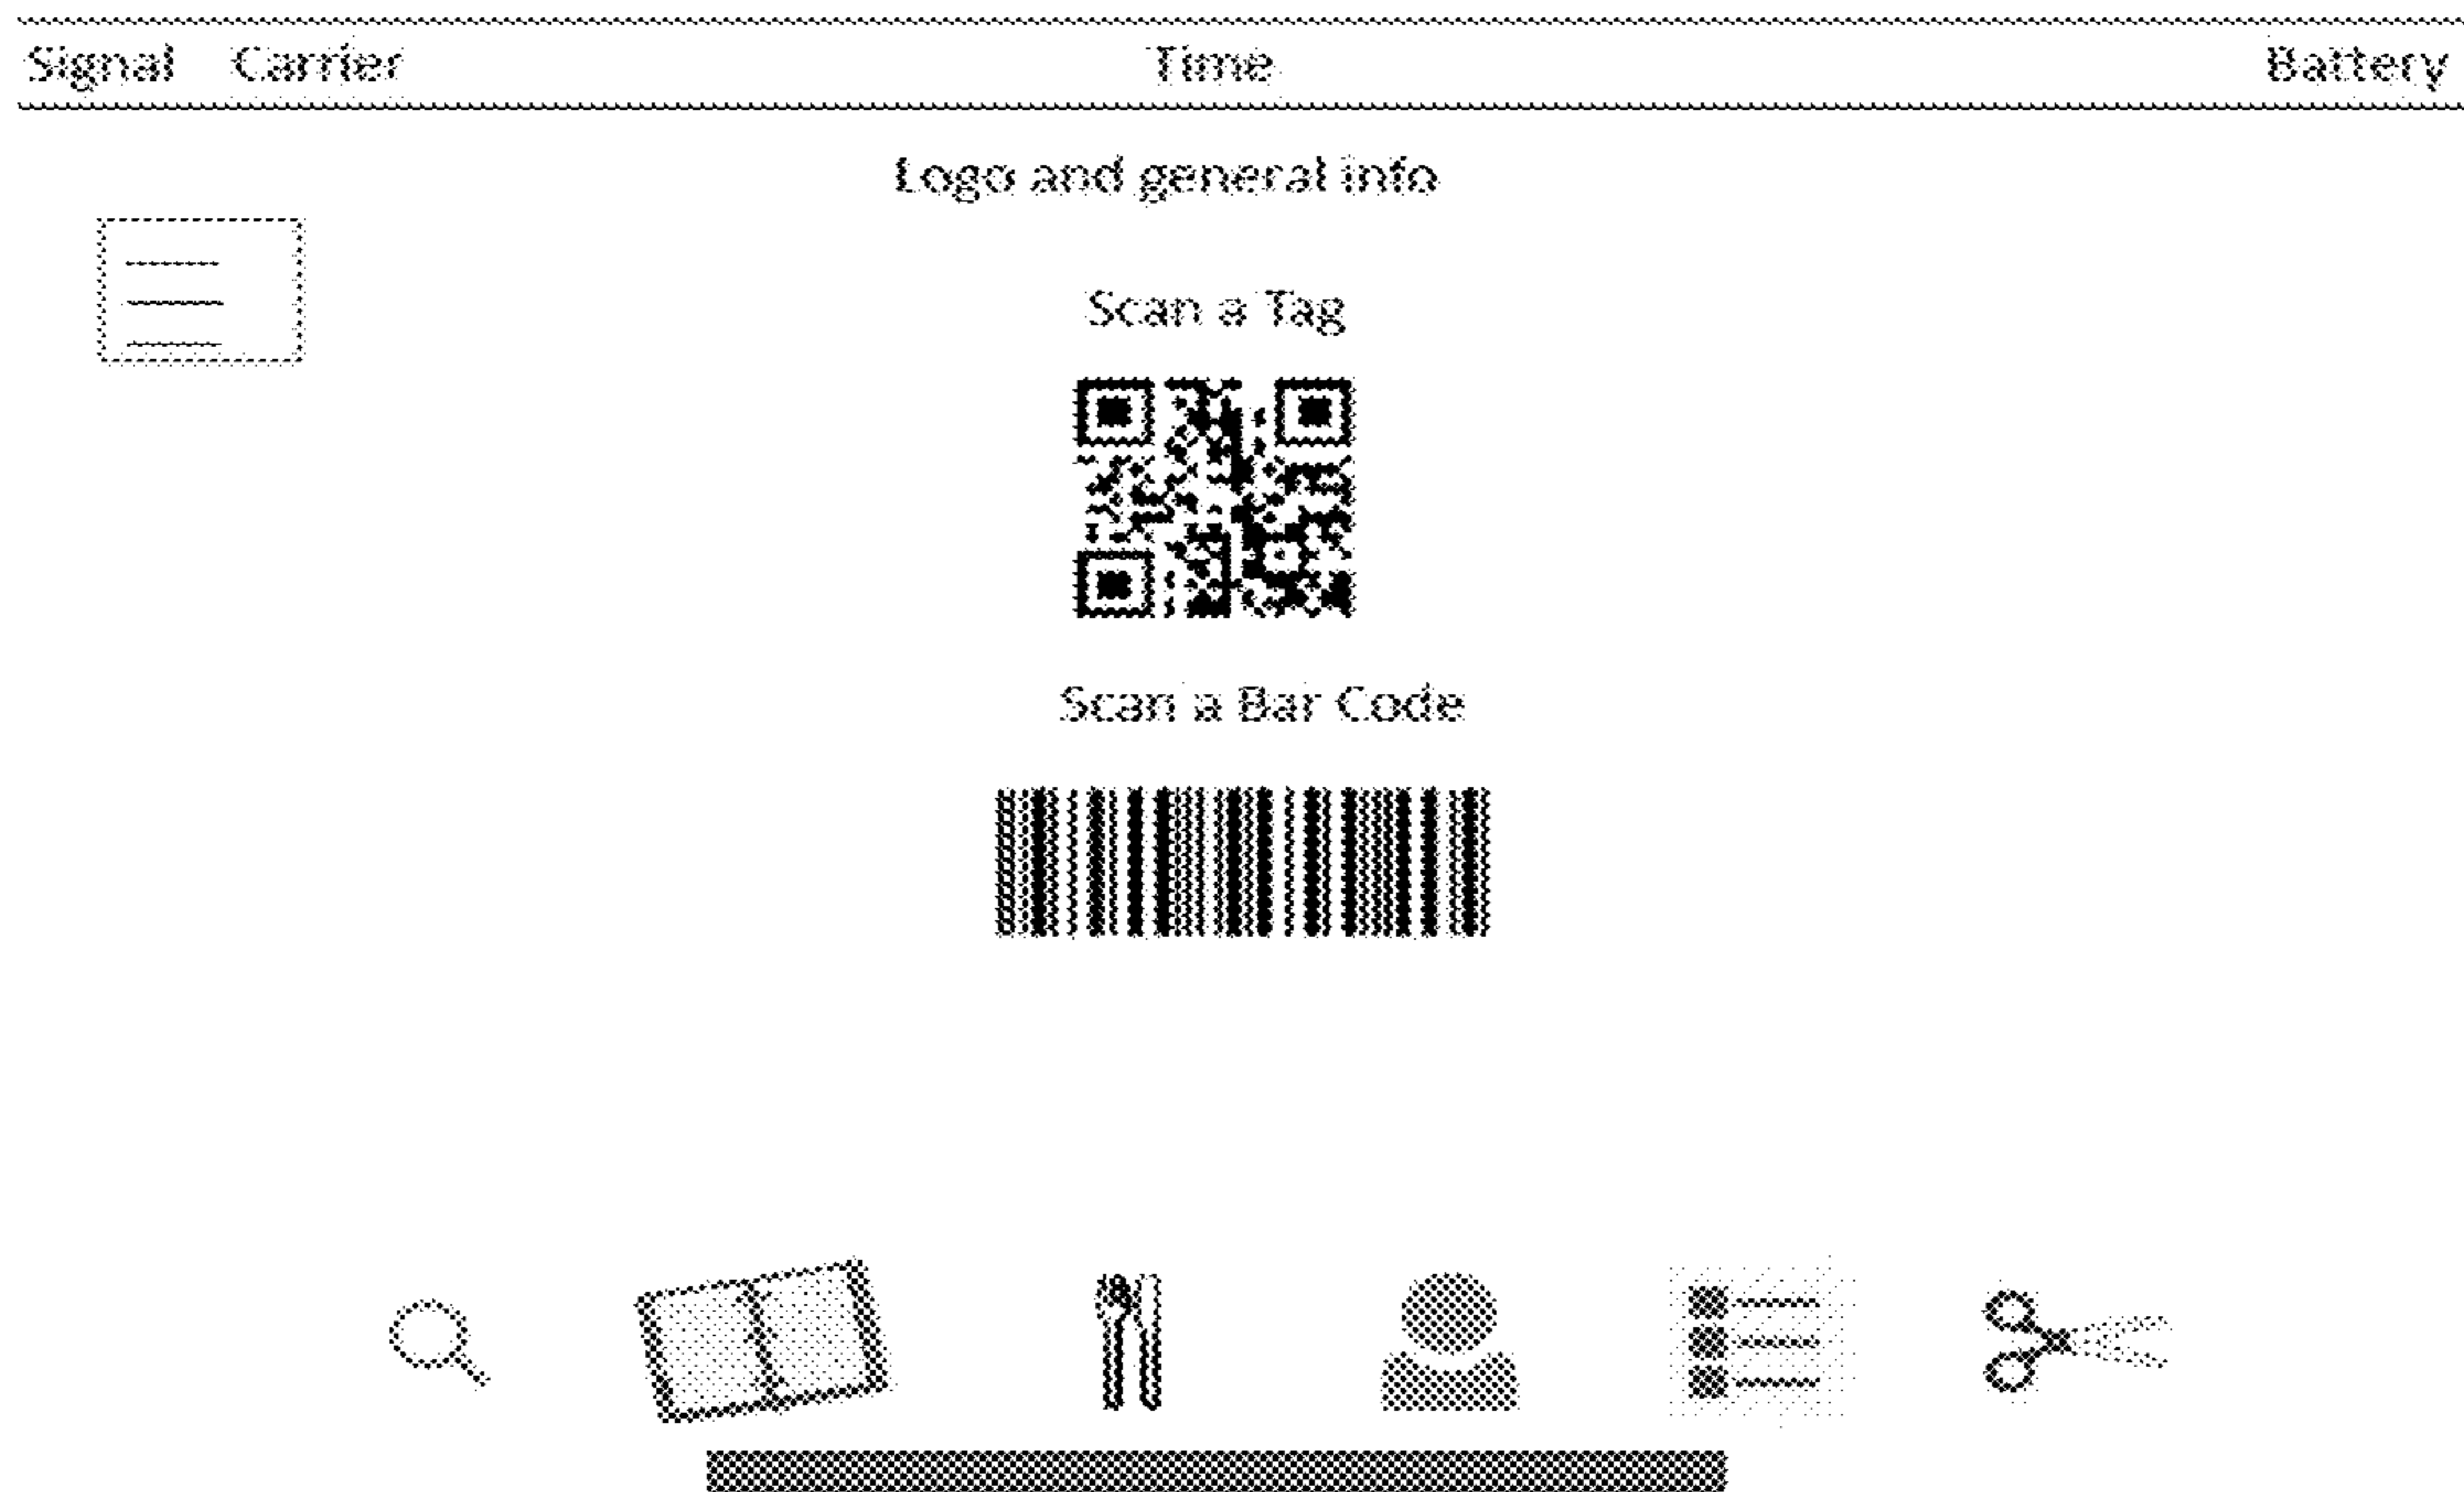 Signal Carrier Time Battery
Logo and general info
Scan a Tag
Scan a Bar Code